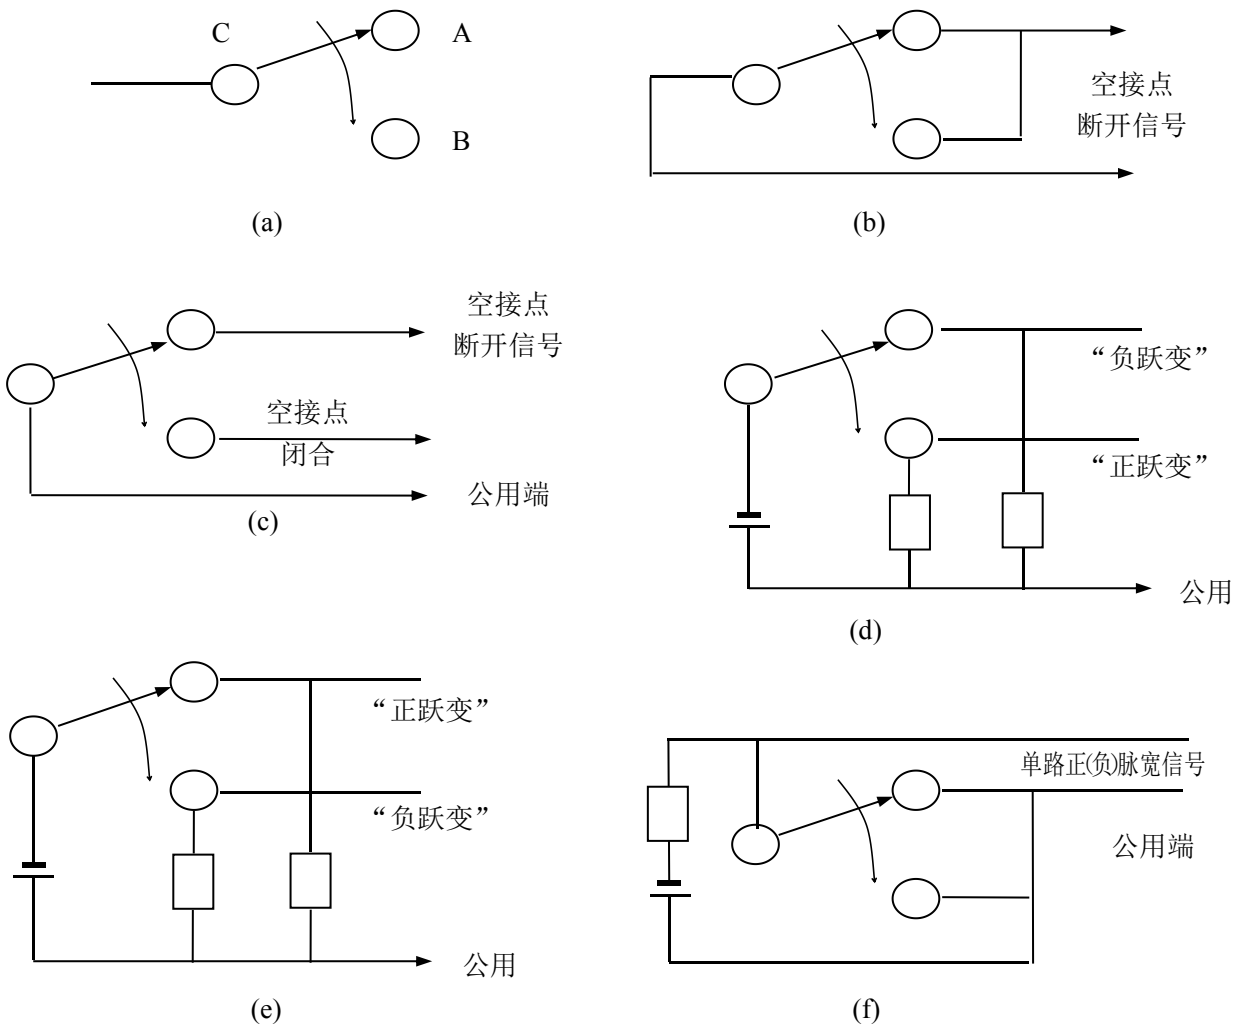 C
A
B
(a)
空接点
断开信号
(b)
空接点
断开信号
空接点
闭合
公用端
(c)
“负跃变”
“正跃变”
公用
(d)
“正跃变”
“负跃变”
公用
(e)
单路正(负)脉宽信号
公用端
(f)